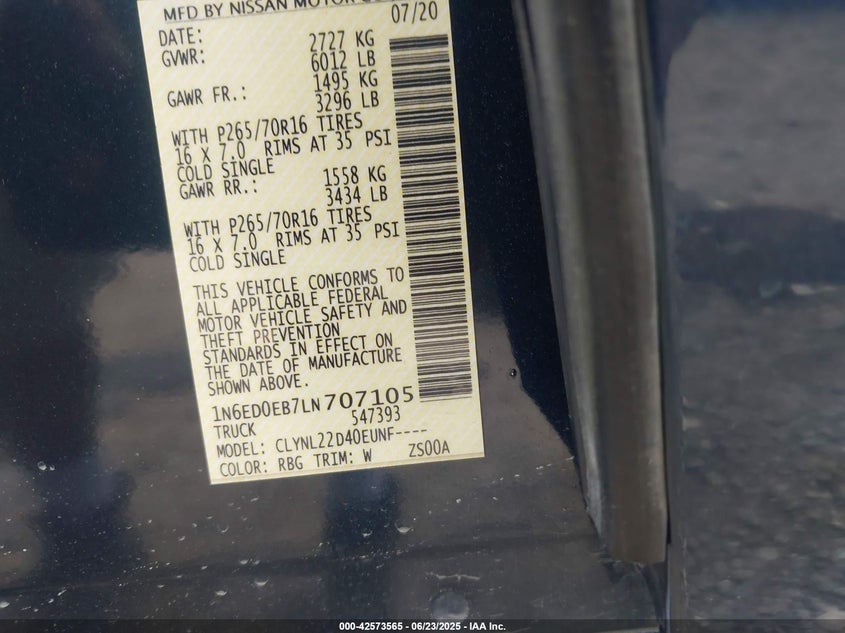 MFD BY NISSAN MOTOR CO
DATE: 07/20
GVWR: 2727 KG
6012 LB
GAWR FR.: 1495 KG
3296 LB
WITH P265/70R16 TIRES
16 X 7.0 RIMS AT 35 PSI
COLD SINGLE
GAWR RR.: 1558 KG
3434 LB
WITH P265/70R16 TIRES
16 X 7.0 RIMS AT 35 PSI
COLD SINGLE
THIS VEHICLE CONFORMS TO
ALL APPLICABLE FEDERAL
MOTOR VEHICLE SAFETY AND
THEFT PREVENTION
STANDARDS IN EFFECT ON
THE DATE OF MANUFACTURE
SHOWN ABOVE.
1N6ED0EB7LN707105
TRUCK 547393
MODEL: CLYNL22D40EUNF----
COLOR: RBG TRIM: W ZS00A
000-42573565 - 06/23/2025 - IAA Inc.